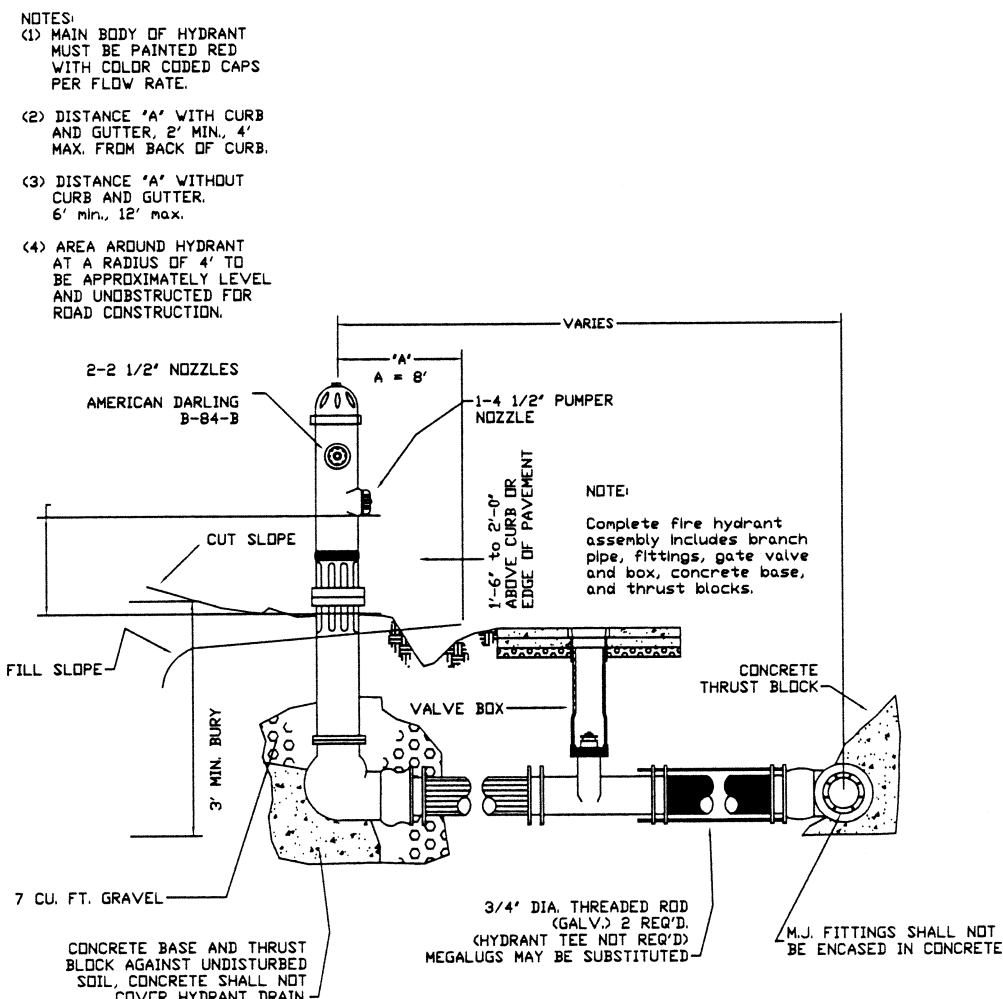 NOTES:
(1) MAIN BODY OF HYDRANT
MUST BE PAINTED RED
WITH COLOR CODED CAPS
PER FLOW RATE.
(2) DISTANCE "A" WITH CURB
AND GUTTER, 2' MIN., 4'
MAX. FROM BACK OF CURB.
(3) DISTANCE "A" WITHOUT
CURB AND GUTTER.
6' min., 12' max.
(4) AREA AROUND HYDRANT
AT A RADIUS OF 4' TO
BE APPROXIMATELY LEVEL
AND UNOBSTRUCTED FOR
ROAD CONSTRUCTION.
VARIES
"A"
A = 8'
2-2 1/2" NOZZLES
AMERICAN DARLING
B-84-B
1-4 1/2" PUMPER
NOZZLE
1'-6" to 2'-0"
ABOVE CURB OR
EDGE OF PAVEMENT
NOTE:
Complete fire hydrant
assembly includes branch
pipe, fittings, gate valve
and box, concrete base,
and thrust blocks.
CUT SLOPE
FILL SLOPE
CONCRETE
THRUST BLOCK
VALVE BOX
3' MIN. BURY
7 CU. FT. GRAVEL
3/4" DIA. THREADED ROD
(GALV.) 2 REQ'D.
(HYDRANT TEE NOT REQ'D)
MEGALUGS MAY BE SUBSTITUTED
M.J. FITTINGS SHALL NOT
BE ENCASED IN CONCRETE
CONCRETE BASE AND THRUST
BLOCK AGAINST UNDISTURBED
SOIL, CONCRETE SHALL NOT
COVER HYDRANT DRAIN